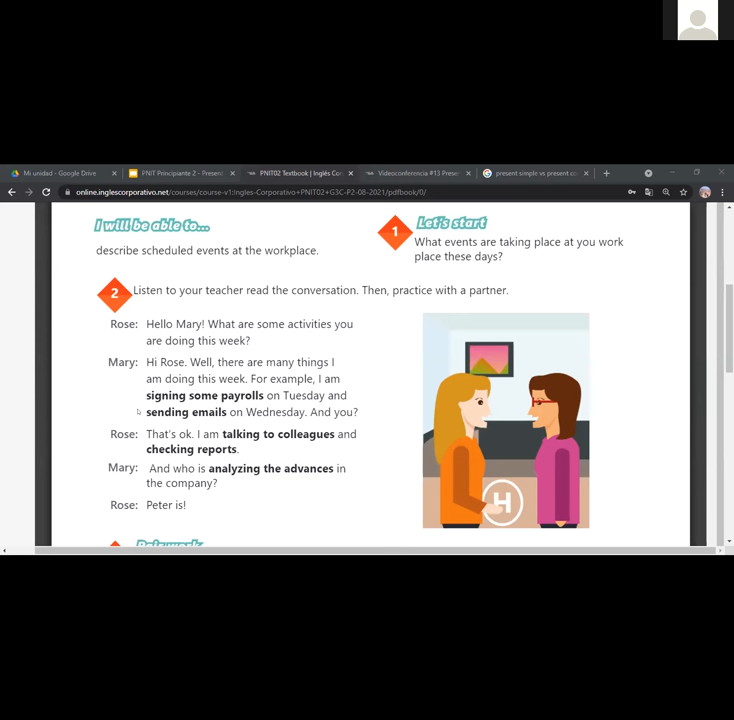 Mi unidad - Google Drive
PNIT Principiante 2 - Present
PNIT02 Textbook | Inglés Cor
Videoconferencia #13 Presen
present simple vs present co
online.inglescorporativo.net/courses/course-v1:Ingles-Corporativo+PNIT02+G3C-P2-08-2021/pdfbook/0/
I will be able to...
describe scheduled events at the workplace.
1 Let's start
What events are taking place at you work
place these days?
2 Listen to your teacher read the conversation. Then, practice with a partner.
Rose: Hello Mary! What are some activities you
are doing this week?
Mary: Hi Rose. Well, there are many things I
am doing this week. For example, I am
signing some payrolls on Tuesday and
sending emails on Wednesday. And you?
Rose: That's ok. I am talking to colleagues and
checking reports.
Mary: And who is analyzing the advances in
the company?
Rose: Peter is!
H
Pair work